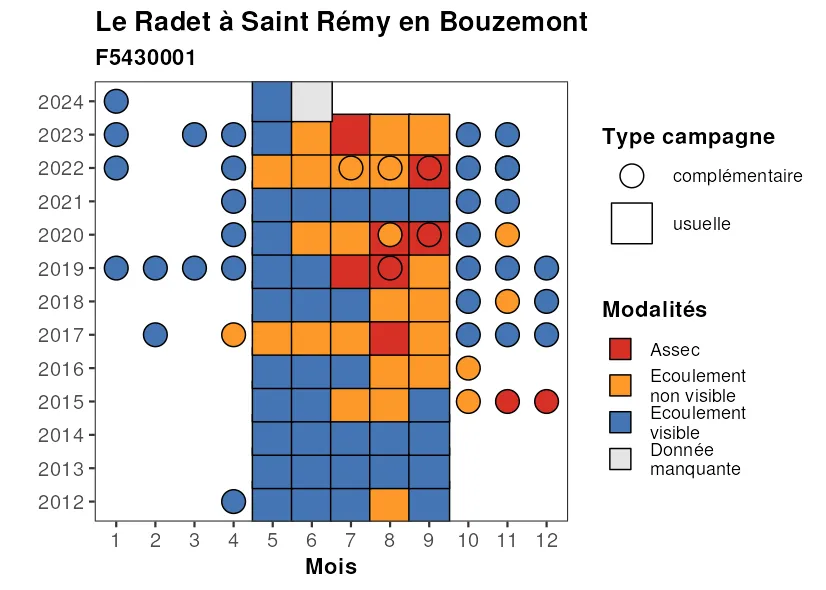 Le Radet à Saint Rémy en Bouzemont
F5430001
2024
2023
2022
2021
2020
2019
2018
2017
2016
2015
2014
2013
2012
1 2 3 4 5 6 7 8 9 10 11 12
Mois
Type campagne
complémentaire
usuelle
Modalités
Assec
Ecoulement
non visible
Ecoulement
visible
Donnée
manquante